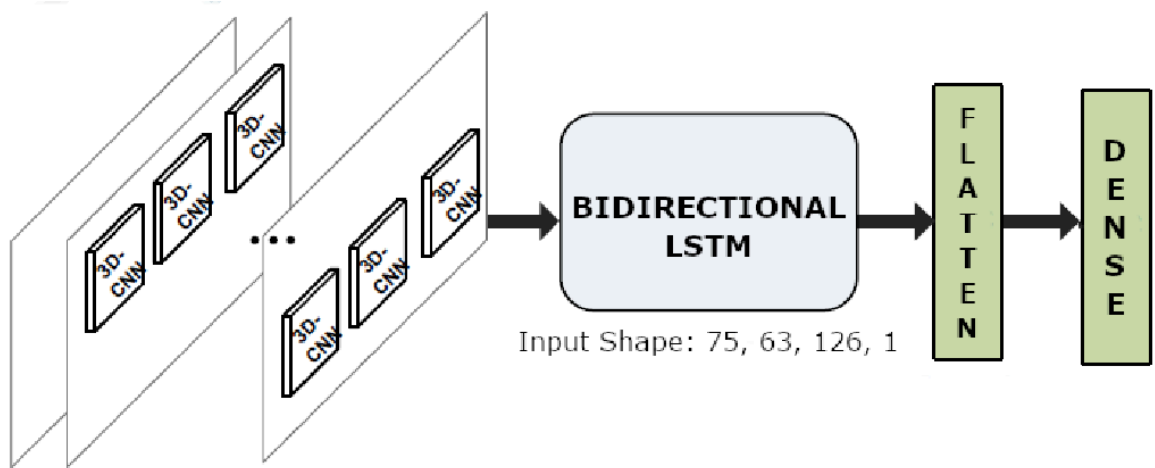 3D-
CNN
3D-
CNN
3D-
CNN
...
3D-
CNN
3D-
CNN
3D-
CNN
BIDIRECTIONAL
LSTM
Input Shape: 75, 63, 126, 1
FLATTEN
DENSE